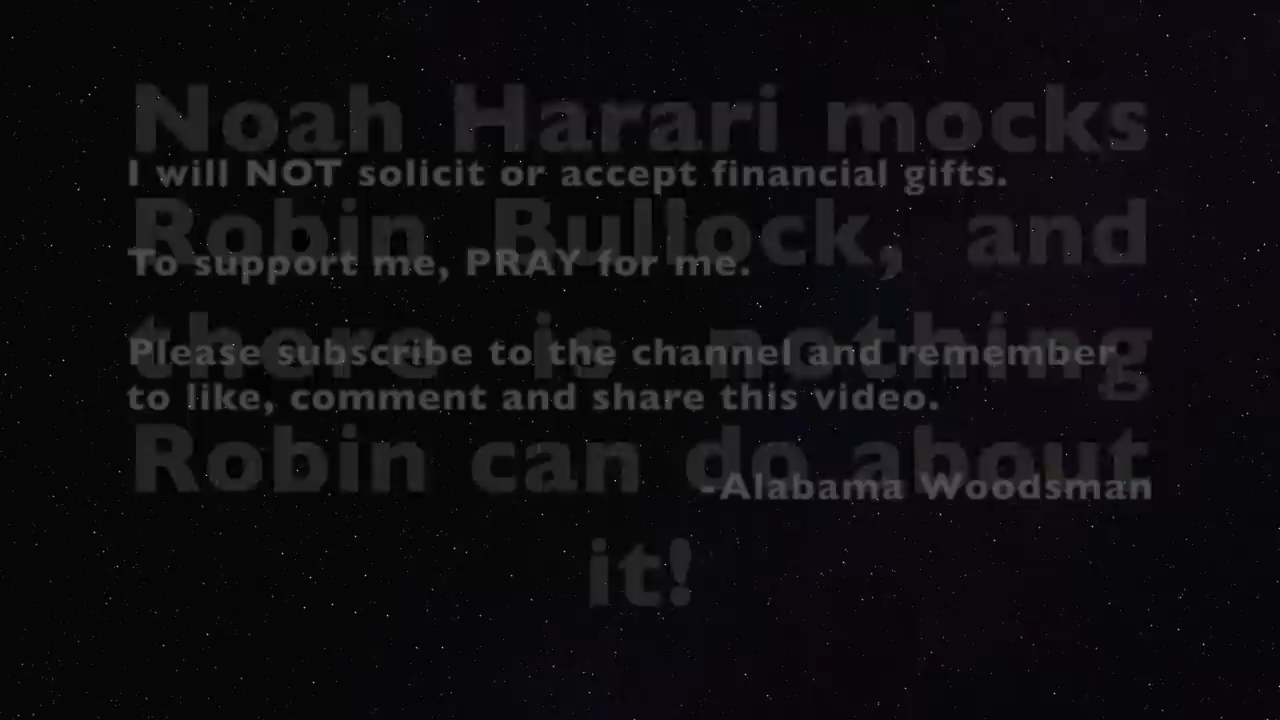 Noah Harari mocks
I will NOT solicit or accept financial gifts.
Robin Bullock, and
To support me, PRAY for me.
there is nothing
Please subscribe to the channel and remember
to like, comment and share this video.
Robin can do about
-Alabama Woodsman
it!